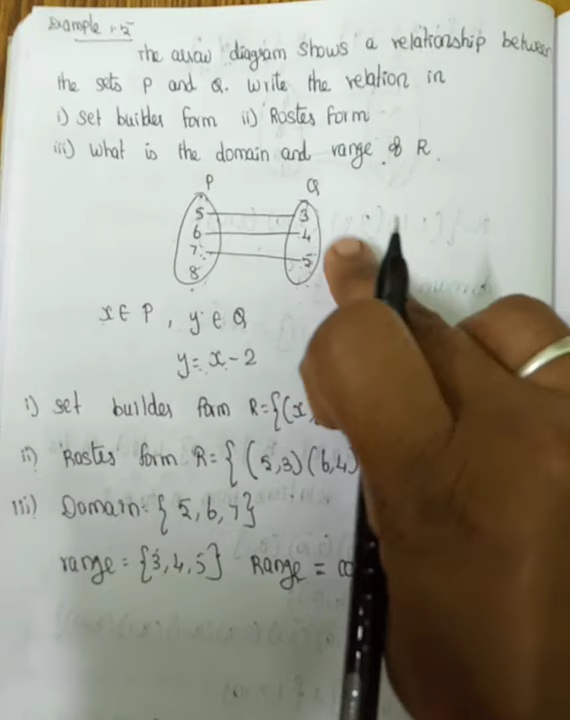 Example 1.5
The arrow diagram shows a relationship between
the sets P and Q. write the relation in
i) set builder form ii) Roster form
iii) what is the domain and range of R.
P Q
5 3
6 4
7 5
8
x ∈ P, y ∈ Q
y = x - 2
i) set builder form R = {(x,
ii) Roster form R = { (5,3) (6,4)
iii) Domain = { 5, 6, 7}
range = {3, 4, 5} Range =